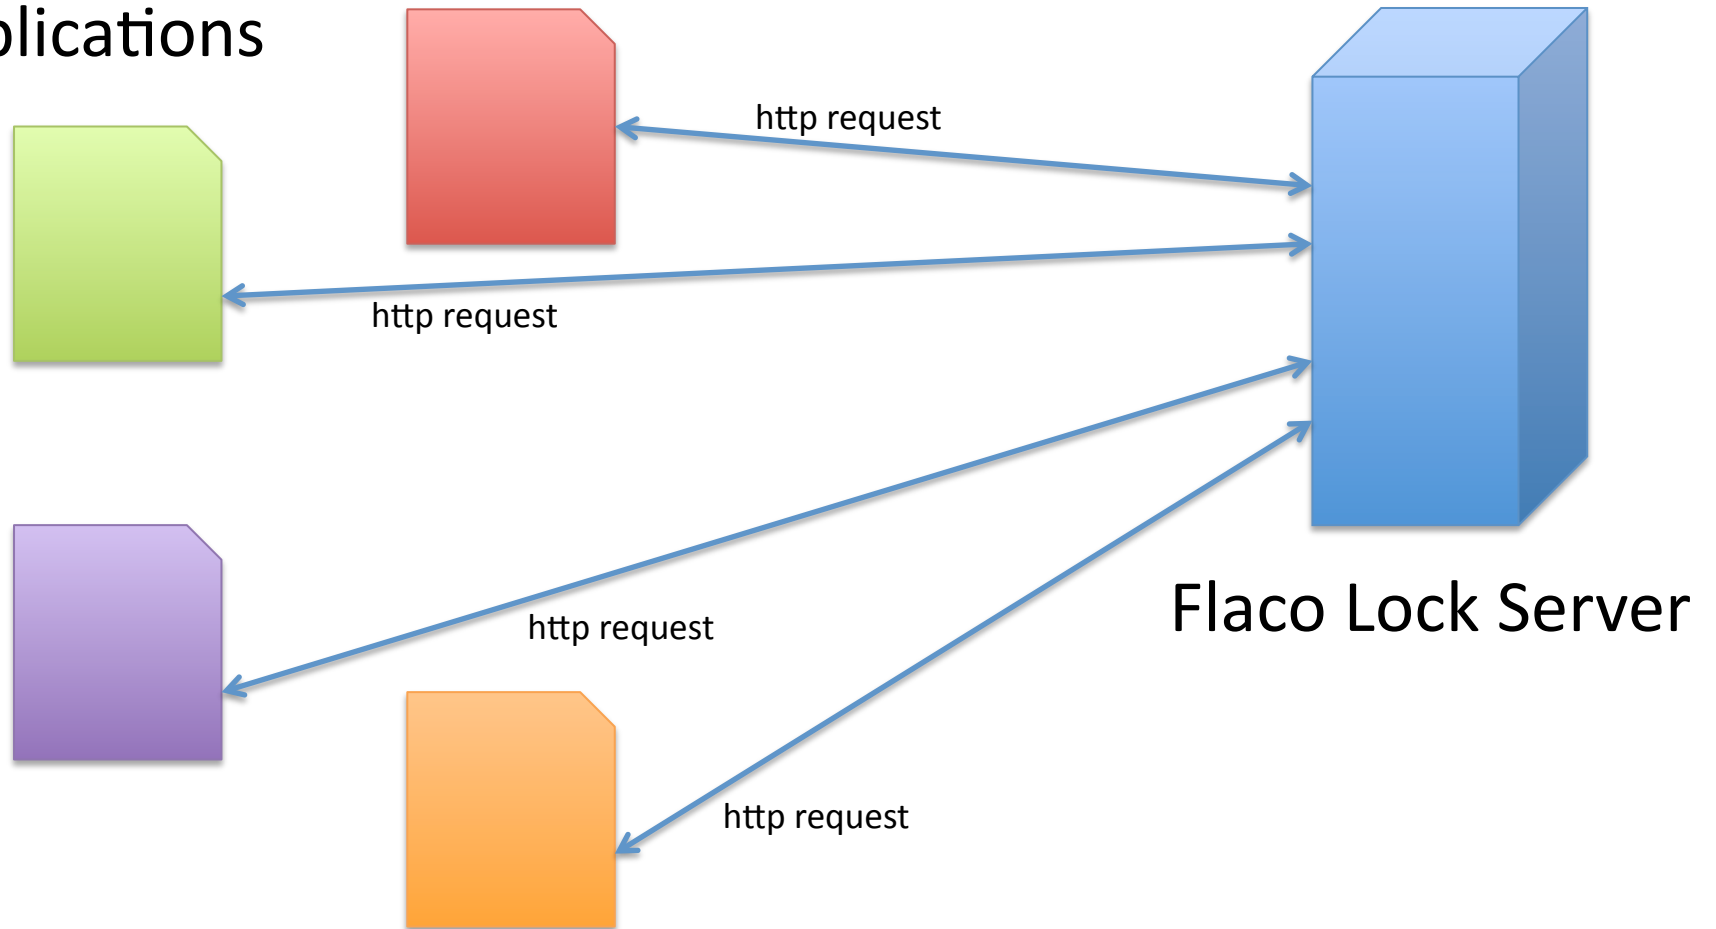 plications
http request
http request
Flaco Lock Server
http request
http request